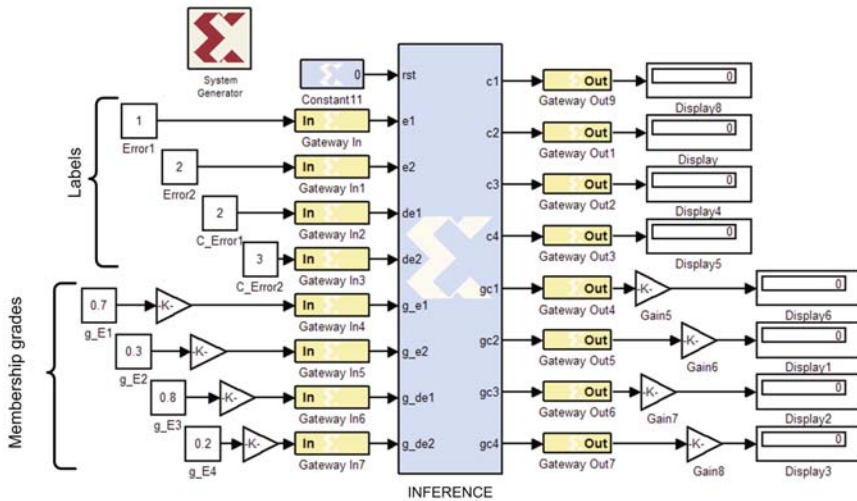 System
Generator
0
Constant11
rst
Labels
1
Error1
In
Gateway In
e1
2
Error2
In
Gateway In1
e2
2
C_Error1
In
Gateway In2
de1
3
C_Error2
In
Gateway In3
de2
Membership grades
0.7
g_E1
-K-
In
Gateway In4
g_e1
0.3
g_E2
-K-
In
Gateway In5
g_e2
0.8
g_E3
-K-
In
Gateway In6
g_de1
0.2
g_E4
-K-
In
Gateway In7
g_de2
INFERENCE
c1
Out
Gateway Out9
0
Display8
c2
Out
Gateway Out1
0
Display
c3
Out
Gateway Out2
0
Display4
c4
Out
Gateway Out3
0
Display5
gc1
Out
Gateway Out4
-K-
Gain5
0
Display6
gc2
Out
Gateway Out5
-K-
Gain6
0
Display1
gc3
Out
Gateway Out6
-K-
Gain7
0
Display2
gc4
Out
Gateway Out7
-K-
Gain8
0
Display3